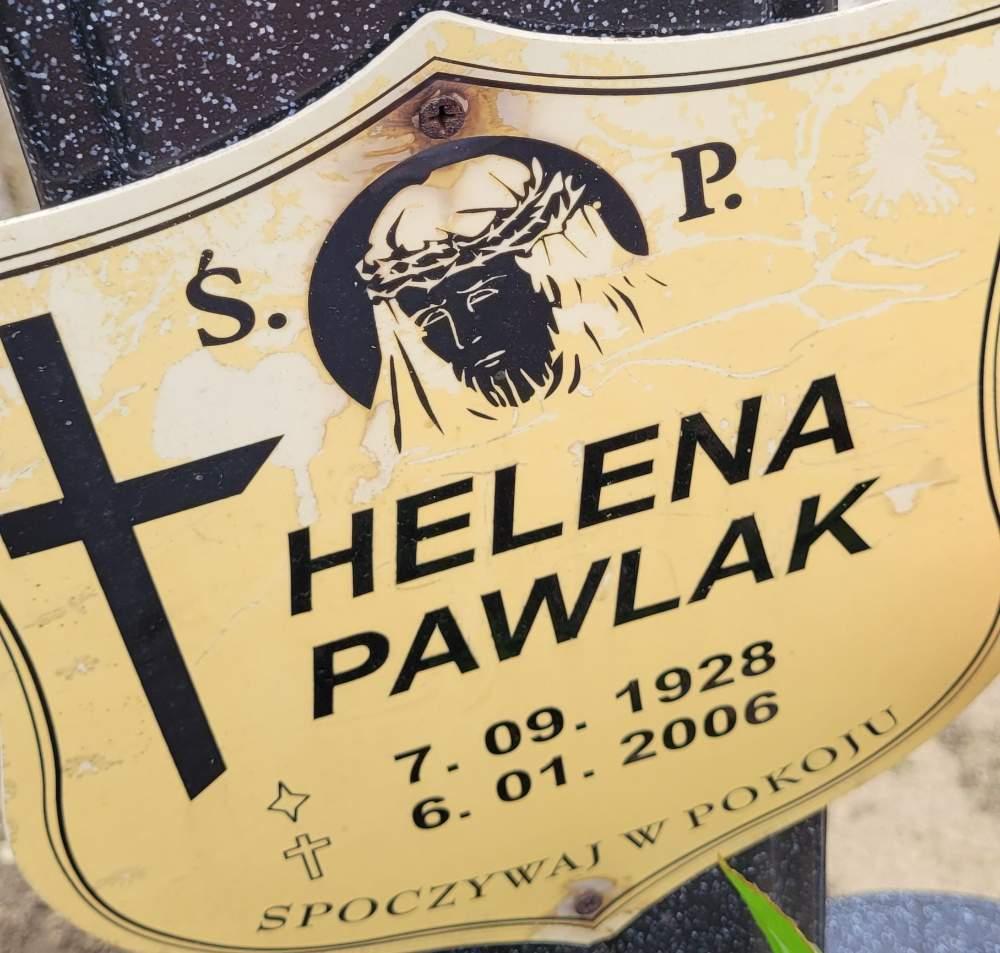 Ś. P.
HELENA
PAWLAK
7. 09. 1928
6. 01. 2006
SPOCZYWAJ W POKOJU